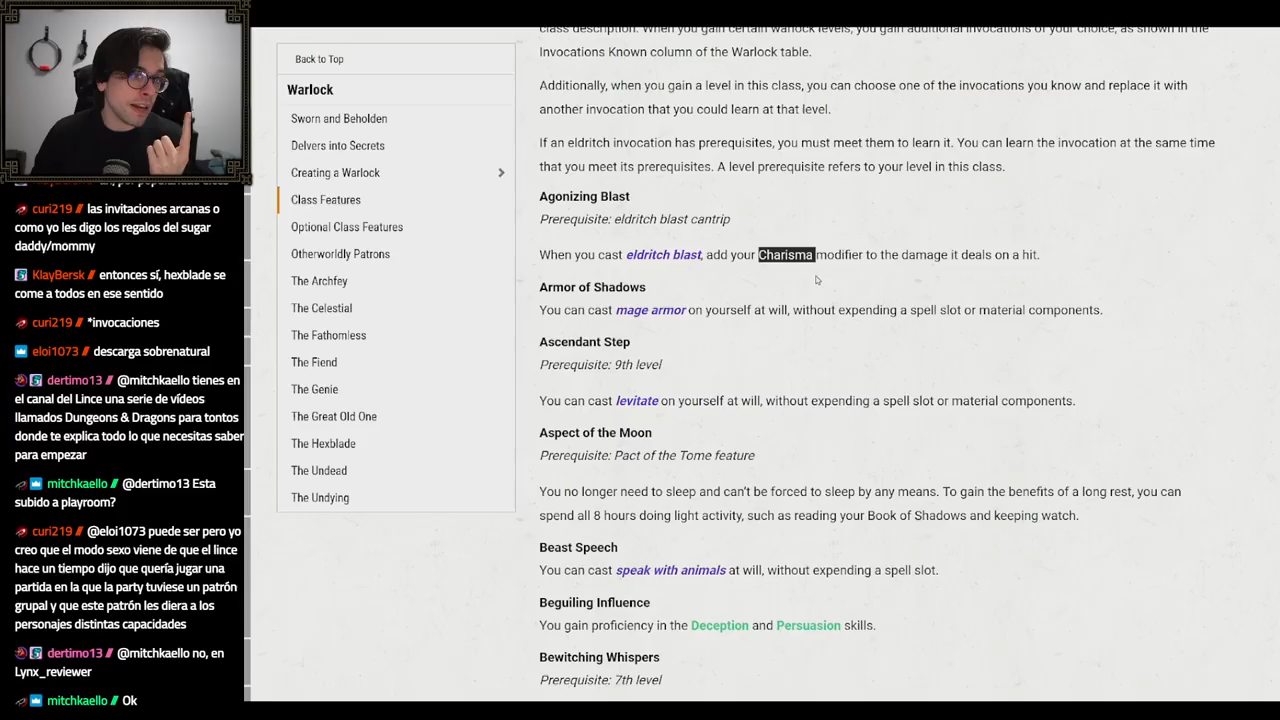 class description. When you gain certain warlock levels, you gain additional invocations of your choice, as shown in the
Invocations Known column of the Warlock table.
Additionally, when you gain a level in this class, you can choose one of the invocations you know and replace it with
another invocation that you could learn at that level.
If an eldritch invocation has prerequisites, you must meet them to learn it. You can learn the invocation at the same time
that you meet its prerequisites. A level prerequisite refers to your level in this class.
Agonizing Blast
Prerequisite: eldritch blast cantrip
When you cast eldritch blast, add your Charisma modifier to the damage it deals on a hit.
Armor of Shadows
You can cast mage armor on yourself at will, without expending a spell slot or material components.
Ascendant Step
Prerequisite: 9th level
You can cast levitate on yourself at will, without expending a spell slot or material components.
Aspect of the Moon
Prerequisite: Pact of the Tome feature
You no longer need to sleep and can't be forced to sleep by any means. To gain the benefits of a long rest, you can
spend all 8 hours doing light activity, such as reading your Book of Shadows and keeping watch.
Beast Speech
You can cast speak with animals at will, without expending a spell slot.
Beguiling Influence
You gain proficiency in the Deception and Persuasion skills.
Bewitching Whispers
Prerequisite: 7th level
Back to Top
Warlock
Sworn and Beholden
Delvers into Secrets
Creating a Warlock
Class Features
Optional Class Features
Otherworldly Patrons
The Archfey
The Celestial
The Fathomless
The Fiend
The Genie
The Great Old One
The Hexblade
The Undead
The Undying
curi219 // las invitaciones arcanas o
como yo les digo los regalos del sugar
daddy/mommy
KlayBersk // entonces sí, hexblade se
come a todos en ese sentido
curi219 // *invocaciones
eloi1073 // descarga sobrenatural
dertimo13 // @mitchkaello tienes en
el canal del Lince una serie de vídeos
llamados Dungeons & Dragons para tontos
donde te explica todo lo que necesitas saber
para empezar
mitchkaello // @dertimo13 Esta
subido a playroom?
curi219 // @eloi1073 puede ser pero yo
creo que el modo sexo viene de que el lince
hace un tiempo dijo que quería jugar una
partida en la que la party tuviese un patrón
grupal y que este patrón les diera a los
personajes distintas capacidades
dertimo13 // @mitchkaello no, en
Lynx_reviewer
mitchkaello // Ok